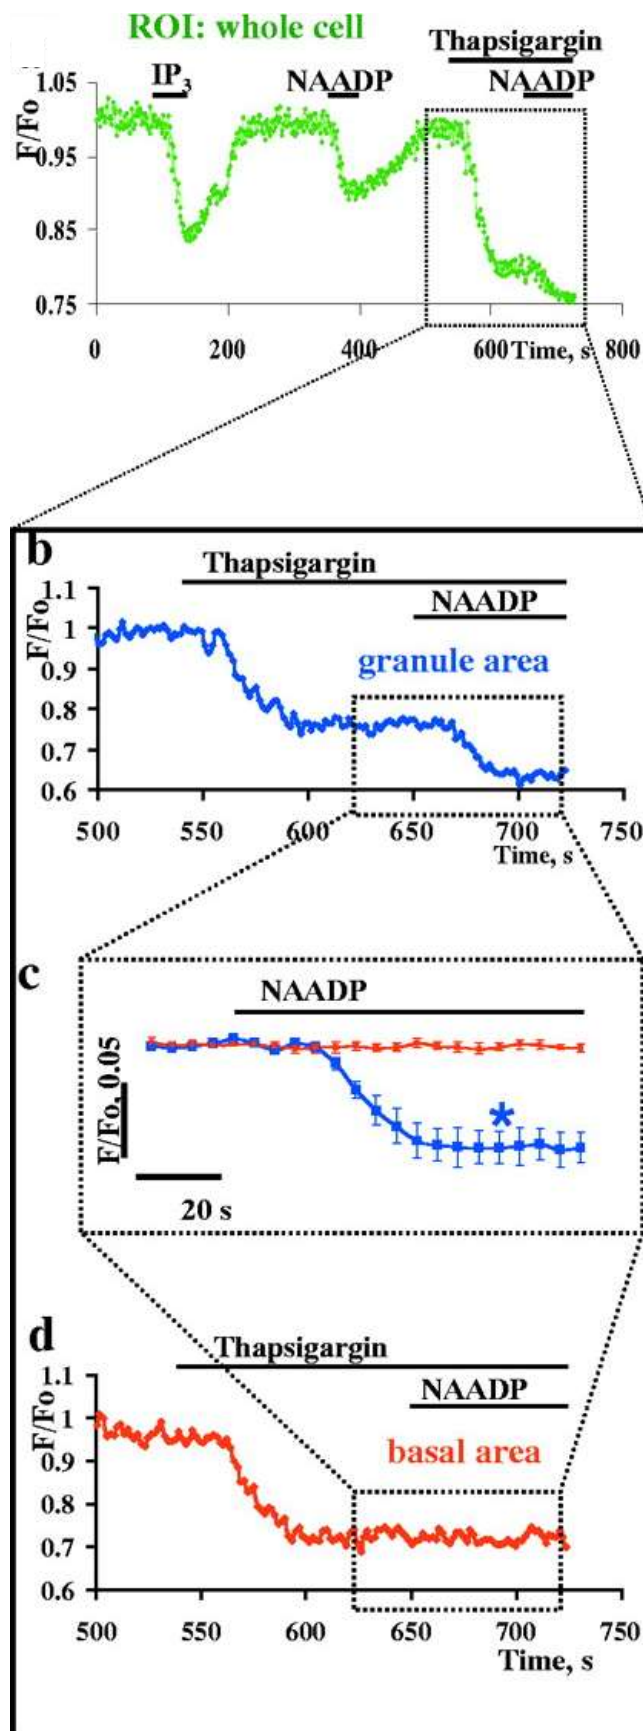 ROI: whole cell
Thapsigargin
IP3 NAADP NAADP
F/Fo
1.05
0.95
0.85
0.75
0 200 400 600 Time, s 800
b
Thapsigargin
NAADP
granule area
F/Fo
1.1
1
0.9
0.8
0.7
0.6
500 550 600 650 700 750
Time, s
c
NAADP
F/Fo, 0.05
*
20 s
d
Thapsigargin
NAADP
basal area
F/Fo
1.1
1
0.9
0.8
0.7
0.6
500 550 600 650 700 750
Time, s